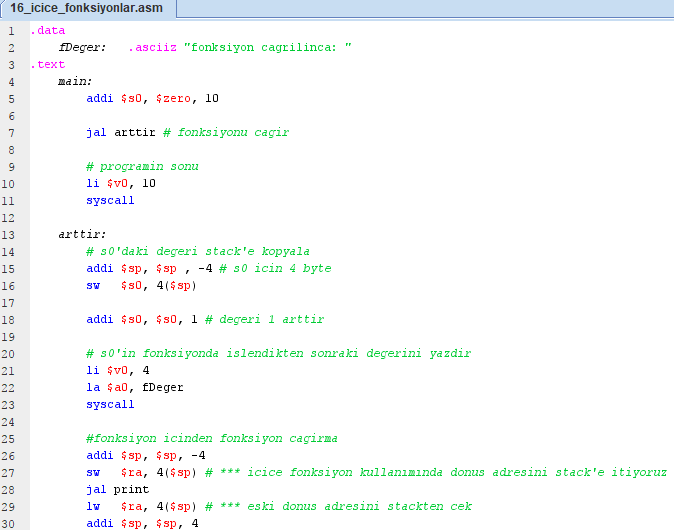 16_icice_fonksiyonlar.asm
1 .data
2 fDeger: .asciiz "fonksiyon cagrilinca: "
3 .text
4 main:
5 addi $s0, $zero, 10
6
7 jal arttir # fonksiyonu cagir
8
9 # programin sonu
10 li $v0, 10
11 syscall
12
13 arttir:
14 # s0'daki degeri stack'e kopyala
15 addi $sp, $sp , -4 # s0 icin 4 byte
16 sw $s0, 4($sp)
17
18 addi $s0, $s0, 1 # degeri 1 arttir
19
20 # s0'in fonksiyonda islendikten sonraki degerini yazdir
21 li $v0, 4
22 la $a0, fDeger
23 syscall
24
25 #fonksiyon icinden fonksiyon cagirma
26 addi $sp, $sp, -4
27 sw $ra, 4($sp) # *** icice fonksiyon kullanımında donus adresini stack'e itiyoruz
28 jal print
29 lw $ra, 4($sp) # *** eski donus adresini stackten cek
30 addi $sp, $sp, 4